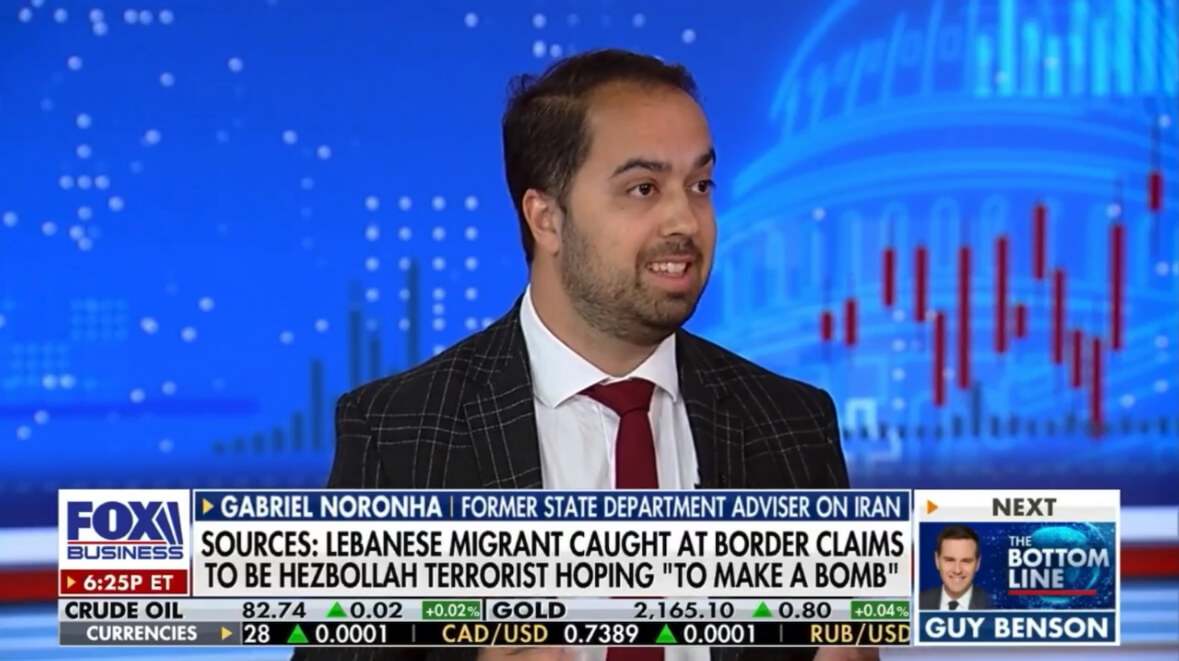 GABRIEL NORONHA | FORMER STATE DEPARTMENT ADVISER ON IRAN
FOX
BUSINESS
6:25P ET
SOURCES: LEBANESE MIGRANT CAUGHT AT BORDER CLAIMS
TO BE HEZBOLLAH TERRORIST HOPING "TO MAKE A BOMB"
CRUDE OIL 82.74 ▲0.02 +0.02% GOLD 2,165.10 ▲0.80 +0.04%
CURRENCIES 28 ▲0.0001 | CAD/USD 0.7389 ▲0.0001 | RUB/USD
NEXT
THE
BOTTOM
LINE
GUY BENSON